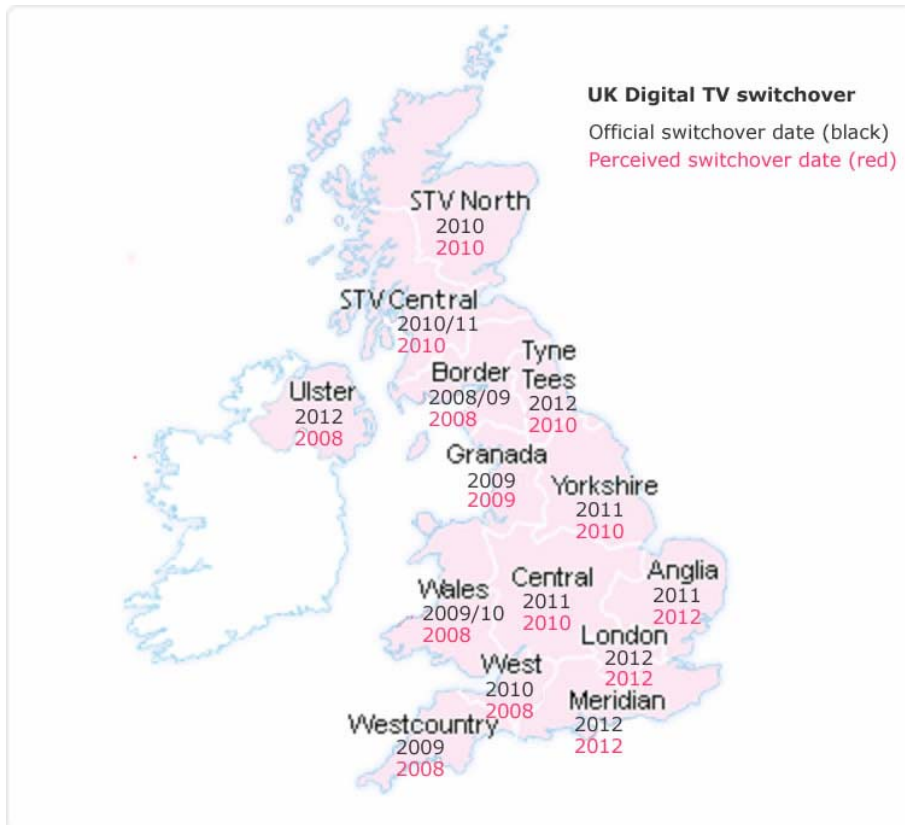 UK Digital TV switchover
Official switchover date (black)
Perceived switchover date (red)
STV North
2010
2010
STV Central
2010/11
2010
Tyne
Tees
2012
2010
Border
2008/09
2008
Ulster
2012
2008
Granada
2009
2009
Yorkshire
2011
2010
Anglia
2011
2012
Central
2011
2010
Wales
2009/10
2008
London
2012
2012
West
2010
2008
Meridian
2012
2012
Westcountry
2009
2008